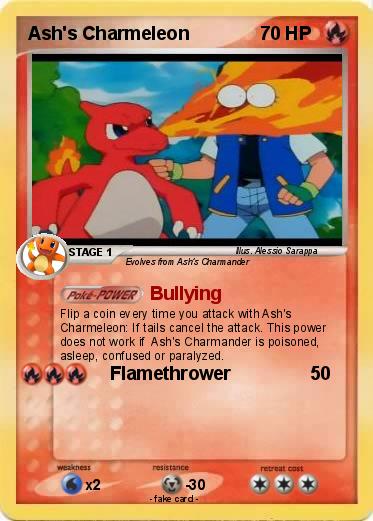 Ash's Charmeleon 70 HP
Illus. Alessio Sarappa
STAGE 1
Evolves from Ash's Charmander
Poké-POWER Bullying
Flip a coin every time you attack with Ash's
Charmeleon: If tails cancel the attack. This power
does not work if Ash's Charmander is poisoned,
asleep, confused or paralyzed.
Flamethrower 50
weakness resistance retreat cost
x2 -30
- fake card -